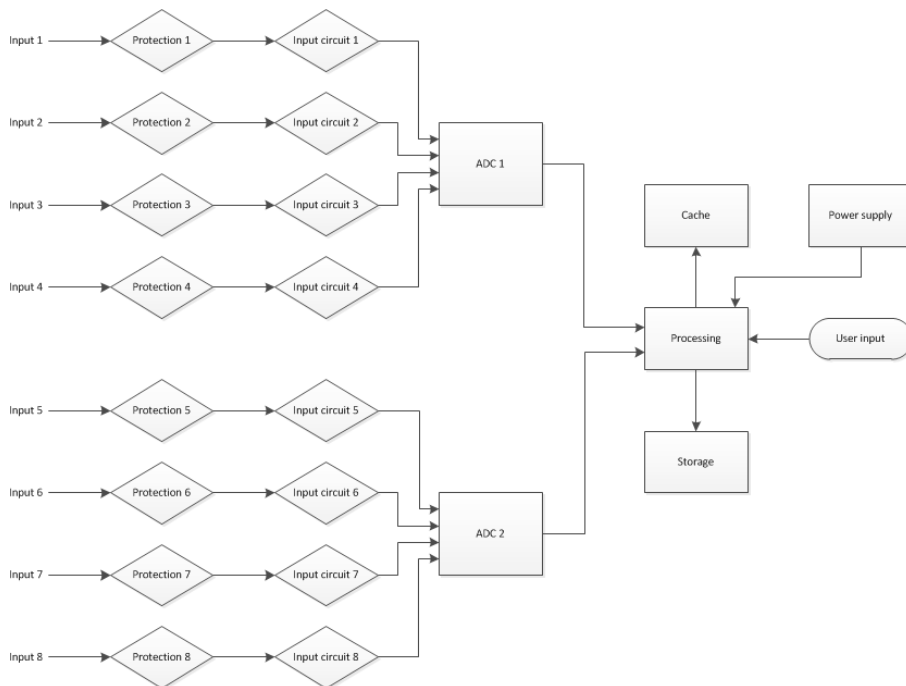 Input 1
Protection 1
Input circuit 1
Input 2
Protection 2
Input circuit 2
ADC 1
Input 3
Protection 3
Input circuit 3
Cache
Power supply
Input 4
Protection 4
Input circuit 4
Processing
User input
Input 5
Protection 5
Input circuit 5
Storage
Input 6
Protection 6
Input circuit 6
ADC 2
Input 7
Protection 7
Input circuit 7
Input 8
Protection 8
Input circuit 8